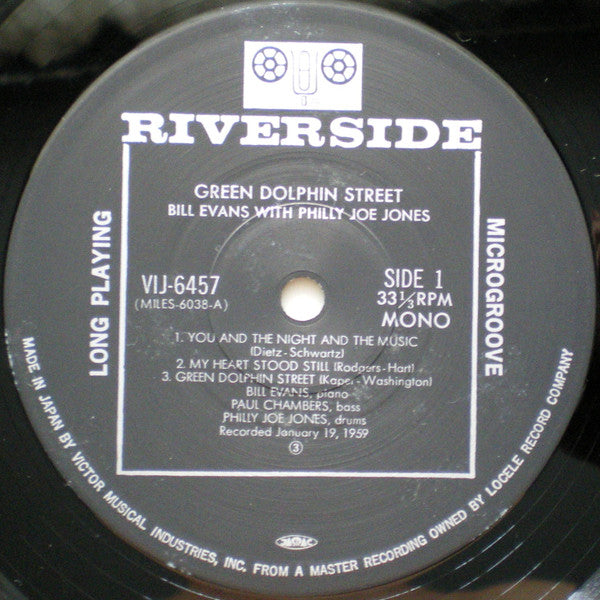 RIVERSIDE
GREEN DOLPHIN STREET
BILL EVANS WITH PHILLY JOE JONES
LONG PLAYING
MICROGROOVE
VIJ-6457
(MILES-6038-A)
SIDE 1
33 1/3 RPM
MONO
1. YOU AND THE NIGHT AND THE MUSIC
(Dietz-Schwartz)
2. MY HEART STOOD STILL (Rodgers-Hart)
3. GREEN DOLPHIN STREET (Kaper-Washington)
BILL EVANS, piano
PAUL CHAMBERS, bass
PHILLY JOE JONES, drums
Recorded January 19, 1959
3
MADE IN JAPAN BY VICTOR MUSICAL INDUSTRIES, INC. FROM A MASTER RECORDING OWNED BY LOCELE RECORD COMPANY